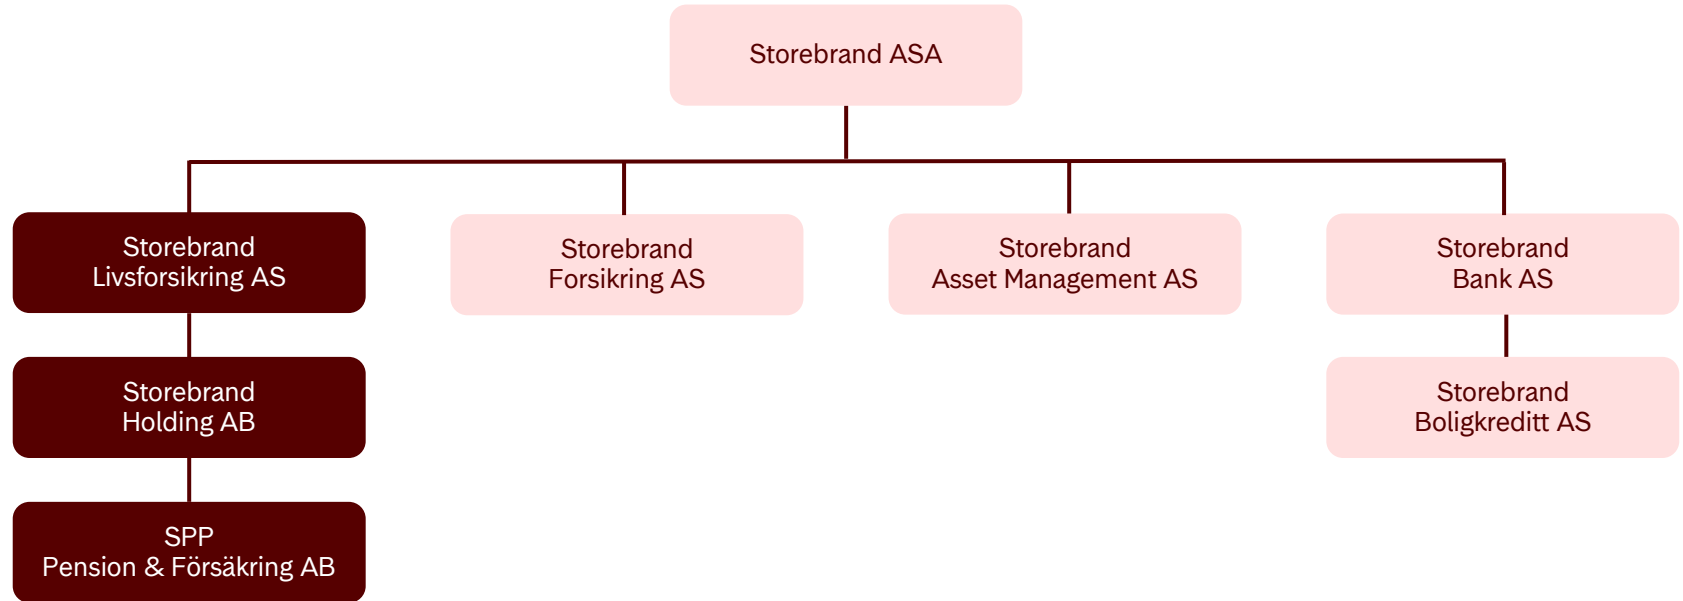 Storebrand ASA
Storebrand
Livsforsikring AS
Storebrand
Forsikring AS
Storebrand
Asset Management AS
Storebrand
Bank AS
Storebrand
Holding AB
Storebrand
Boligkreditt AS
SPP
Pension & Försäkring AB